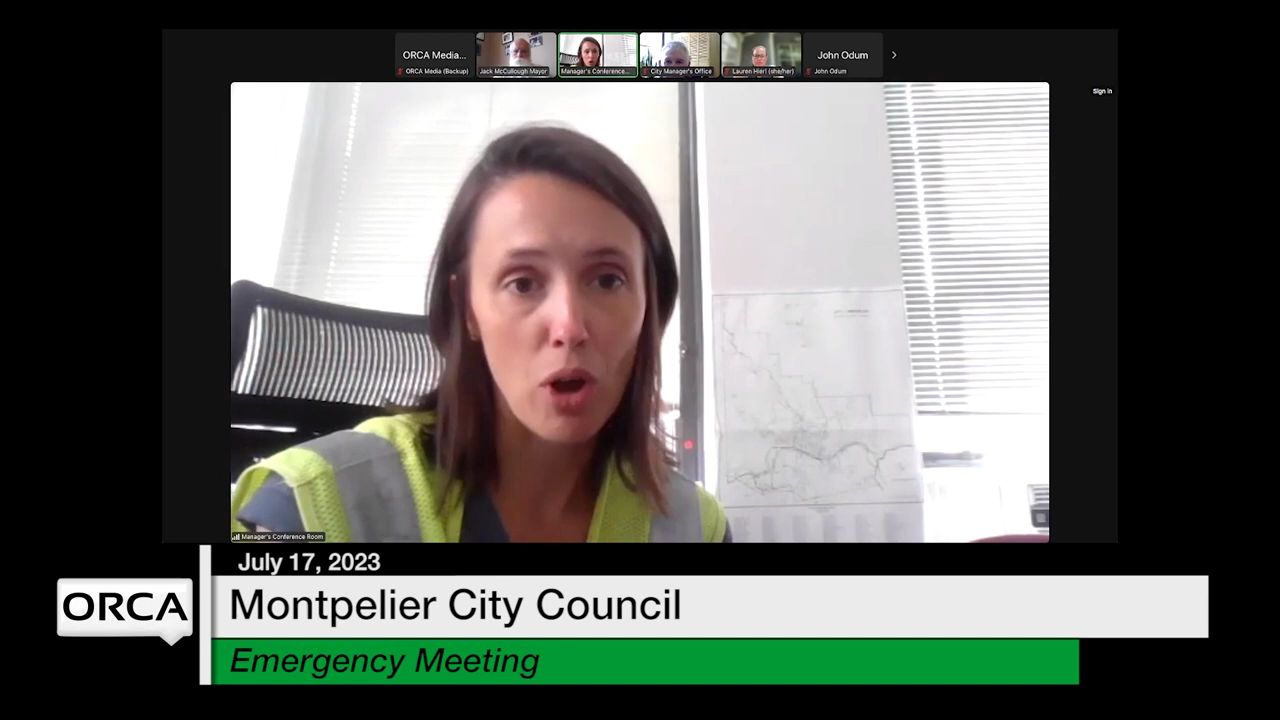 ORCA Media...
John Odum
ORCA Media (Backup)
Jack McCullough Mayor
Manager's Conference...
City Manager's Office
Lauren Hierl (she/her)
John Odum
Sign in
Manager's Conference Room
July 17, 2023
ORCA
Montpelier City Council
Emergency Meeting